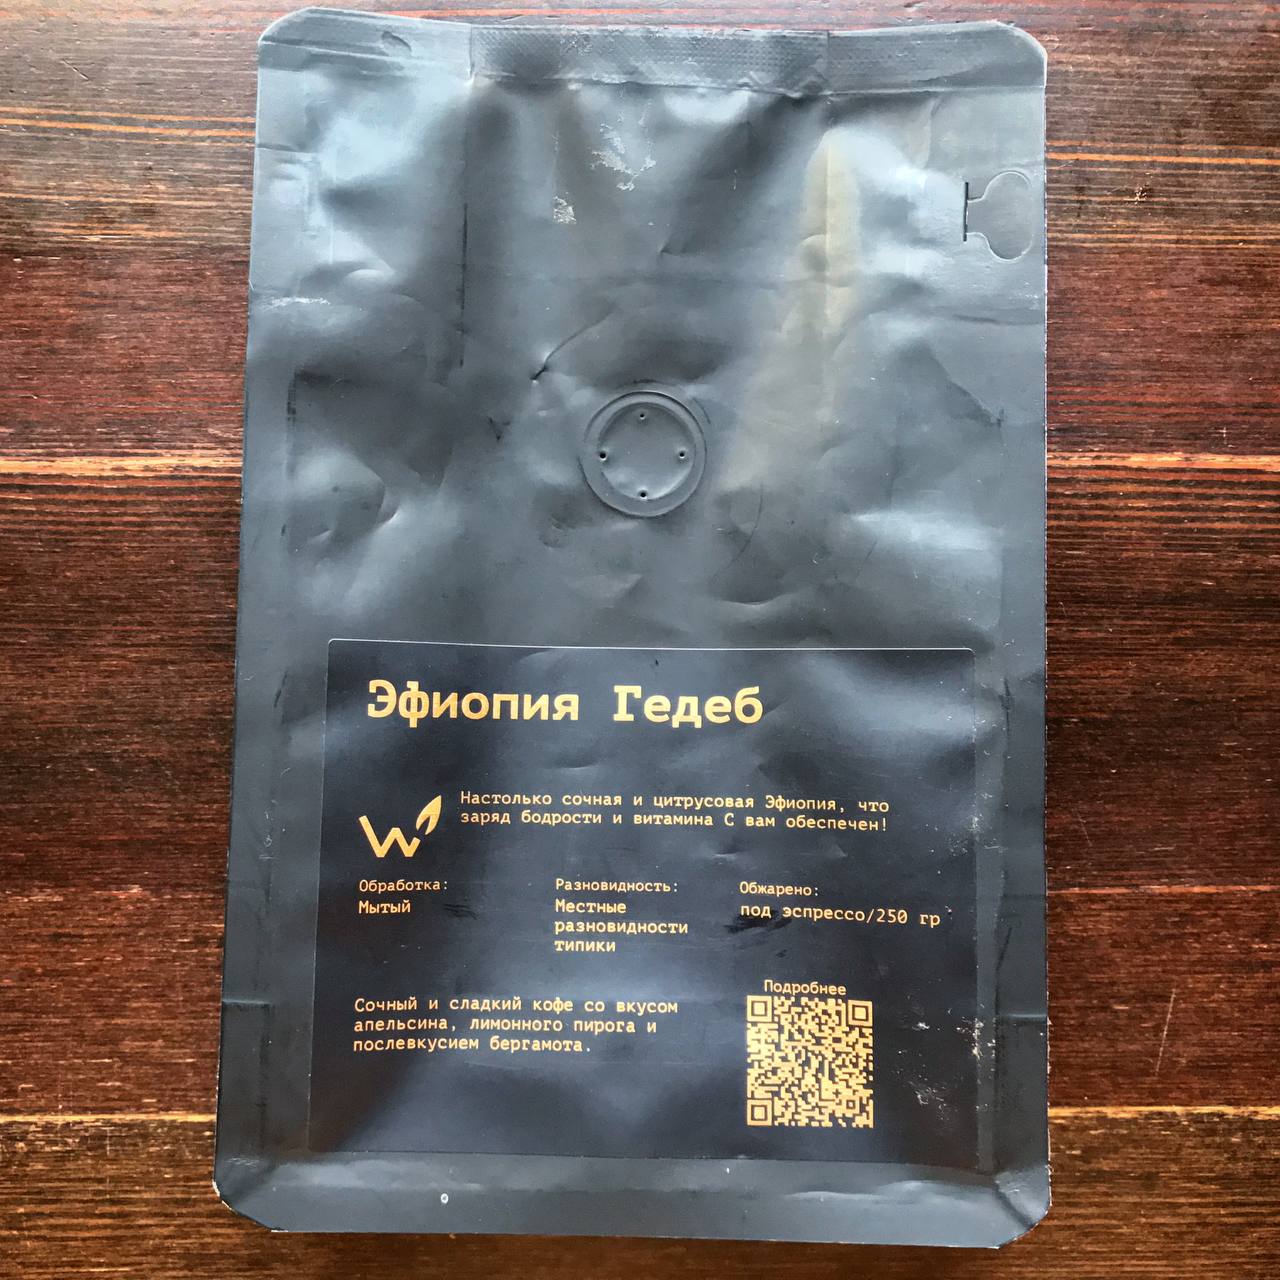 Эфиопия Гедеб
Настолько сочная и цитрусовая Эфиопия, что
заряд бодрости и витамина С вам обеспечен!
Обработка:
Мытый
Разновидность:
Местные
разновидности
типики
Обжарено:
под эспрессо/250 гр
Сочный и сладкий кофе со вкусом
апельсина, лимонного пирога и
послевкусием бергамота.
Подробнее